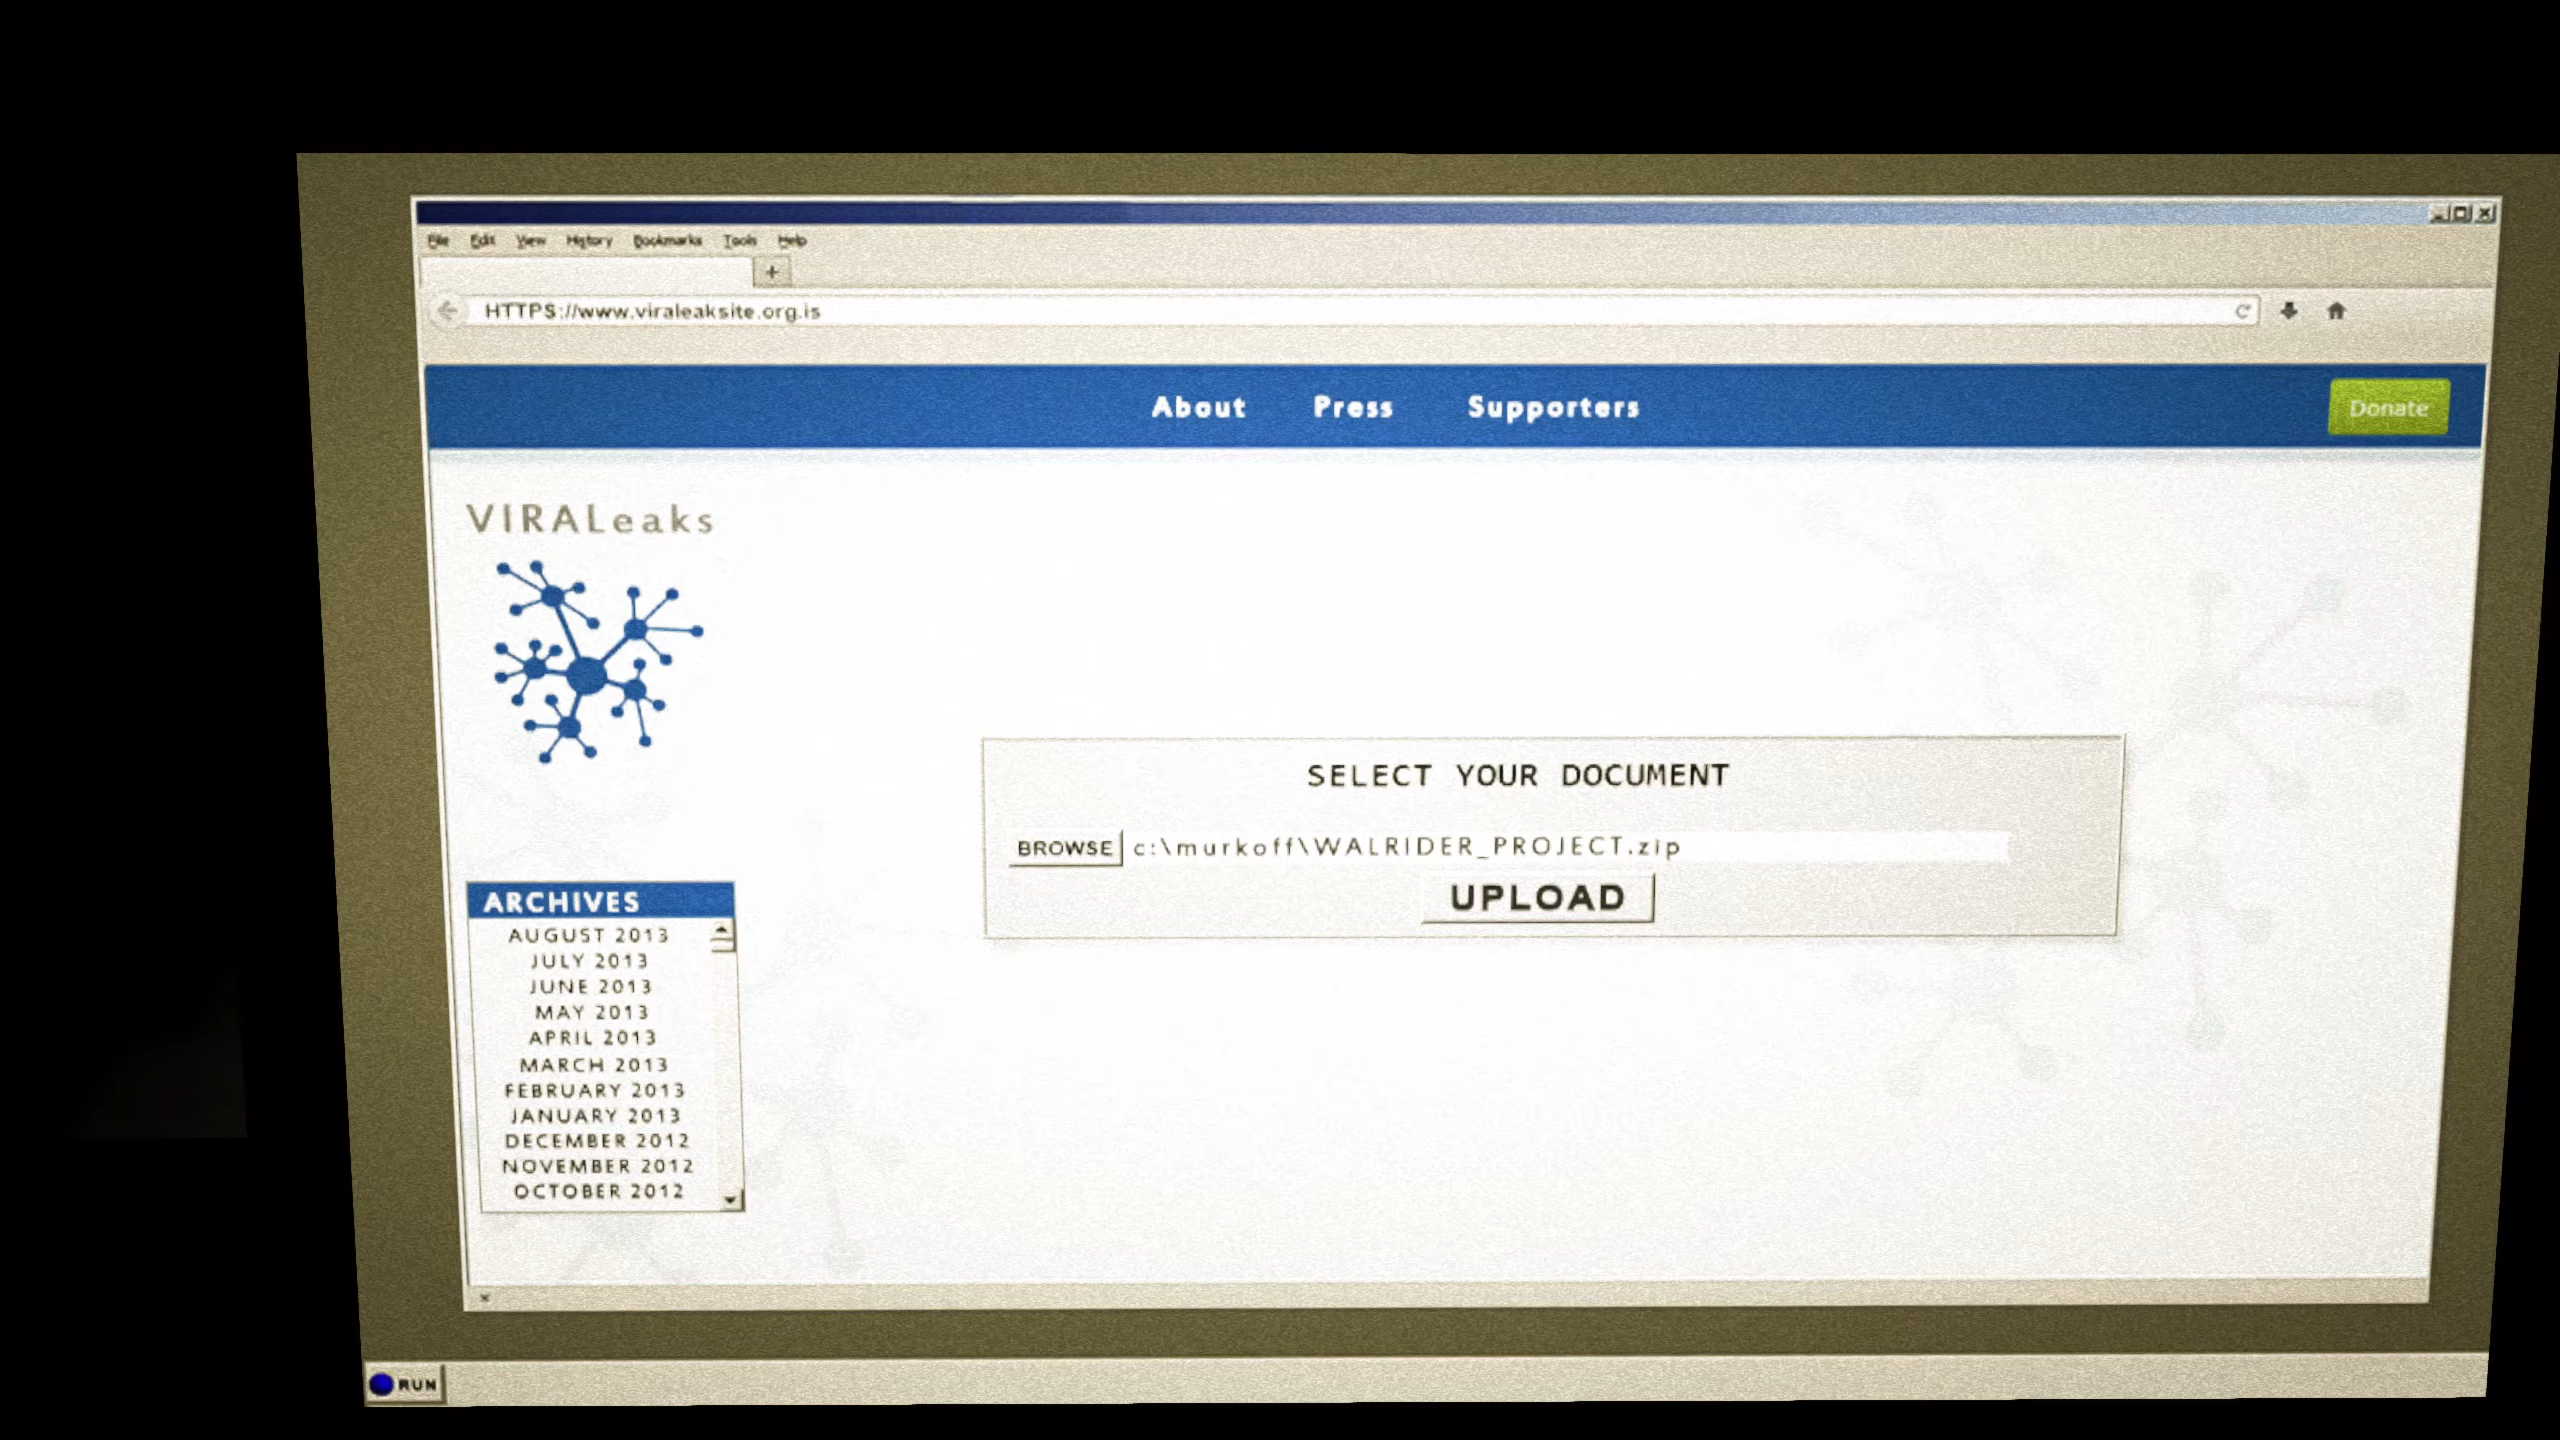 File Edit View History Bookmarks Tools Help
+
HTTPS://www.viraleaksite.org.is
About Press Supporters Donate
VIRALeaks
SELECT YOUR DOCUMENT
BROWSE c:\murkoff\WALRIDER_PROJECT.zip
UPLOAD
ARCHIVES
AUGUST 2013
JULY 2013
JUNE 2013
MAY 2013
APRIL 2013
MARCH 2013
FEBRUARY 2013
JANUARY 2013
DECEMBER 2012
NOVEMBER 2012
OCTOBER 2012
RUN